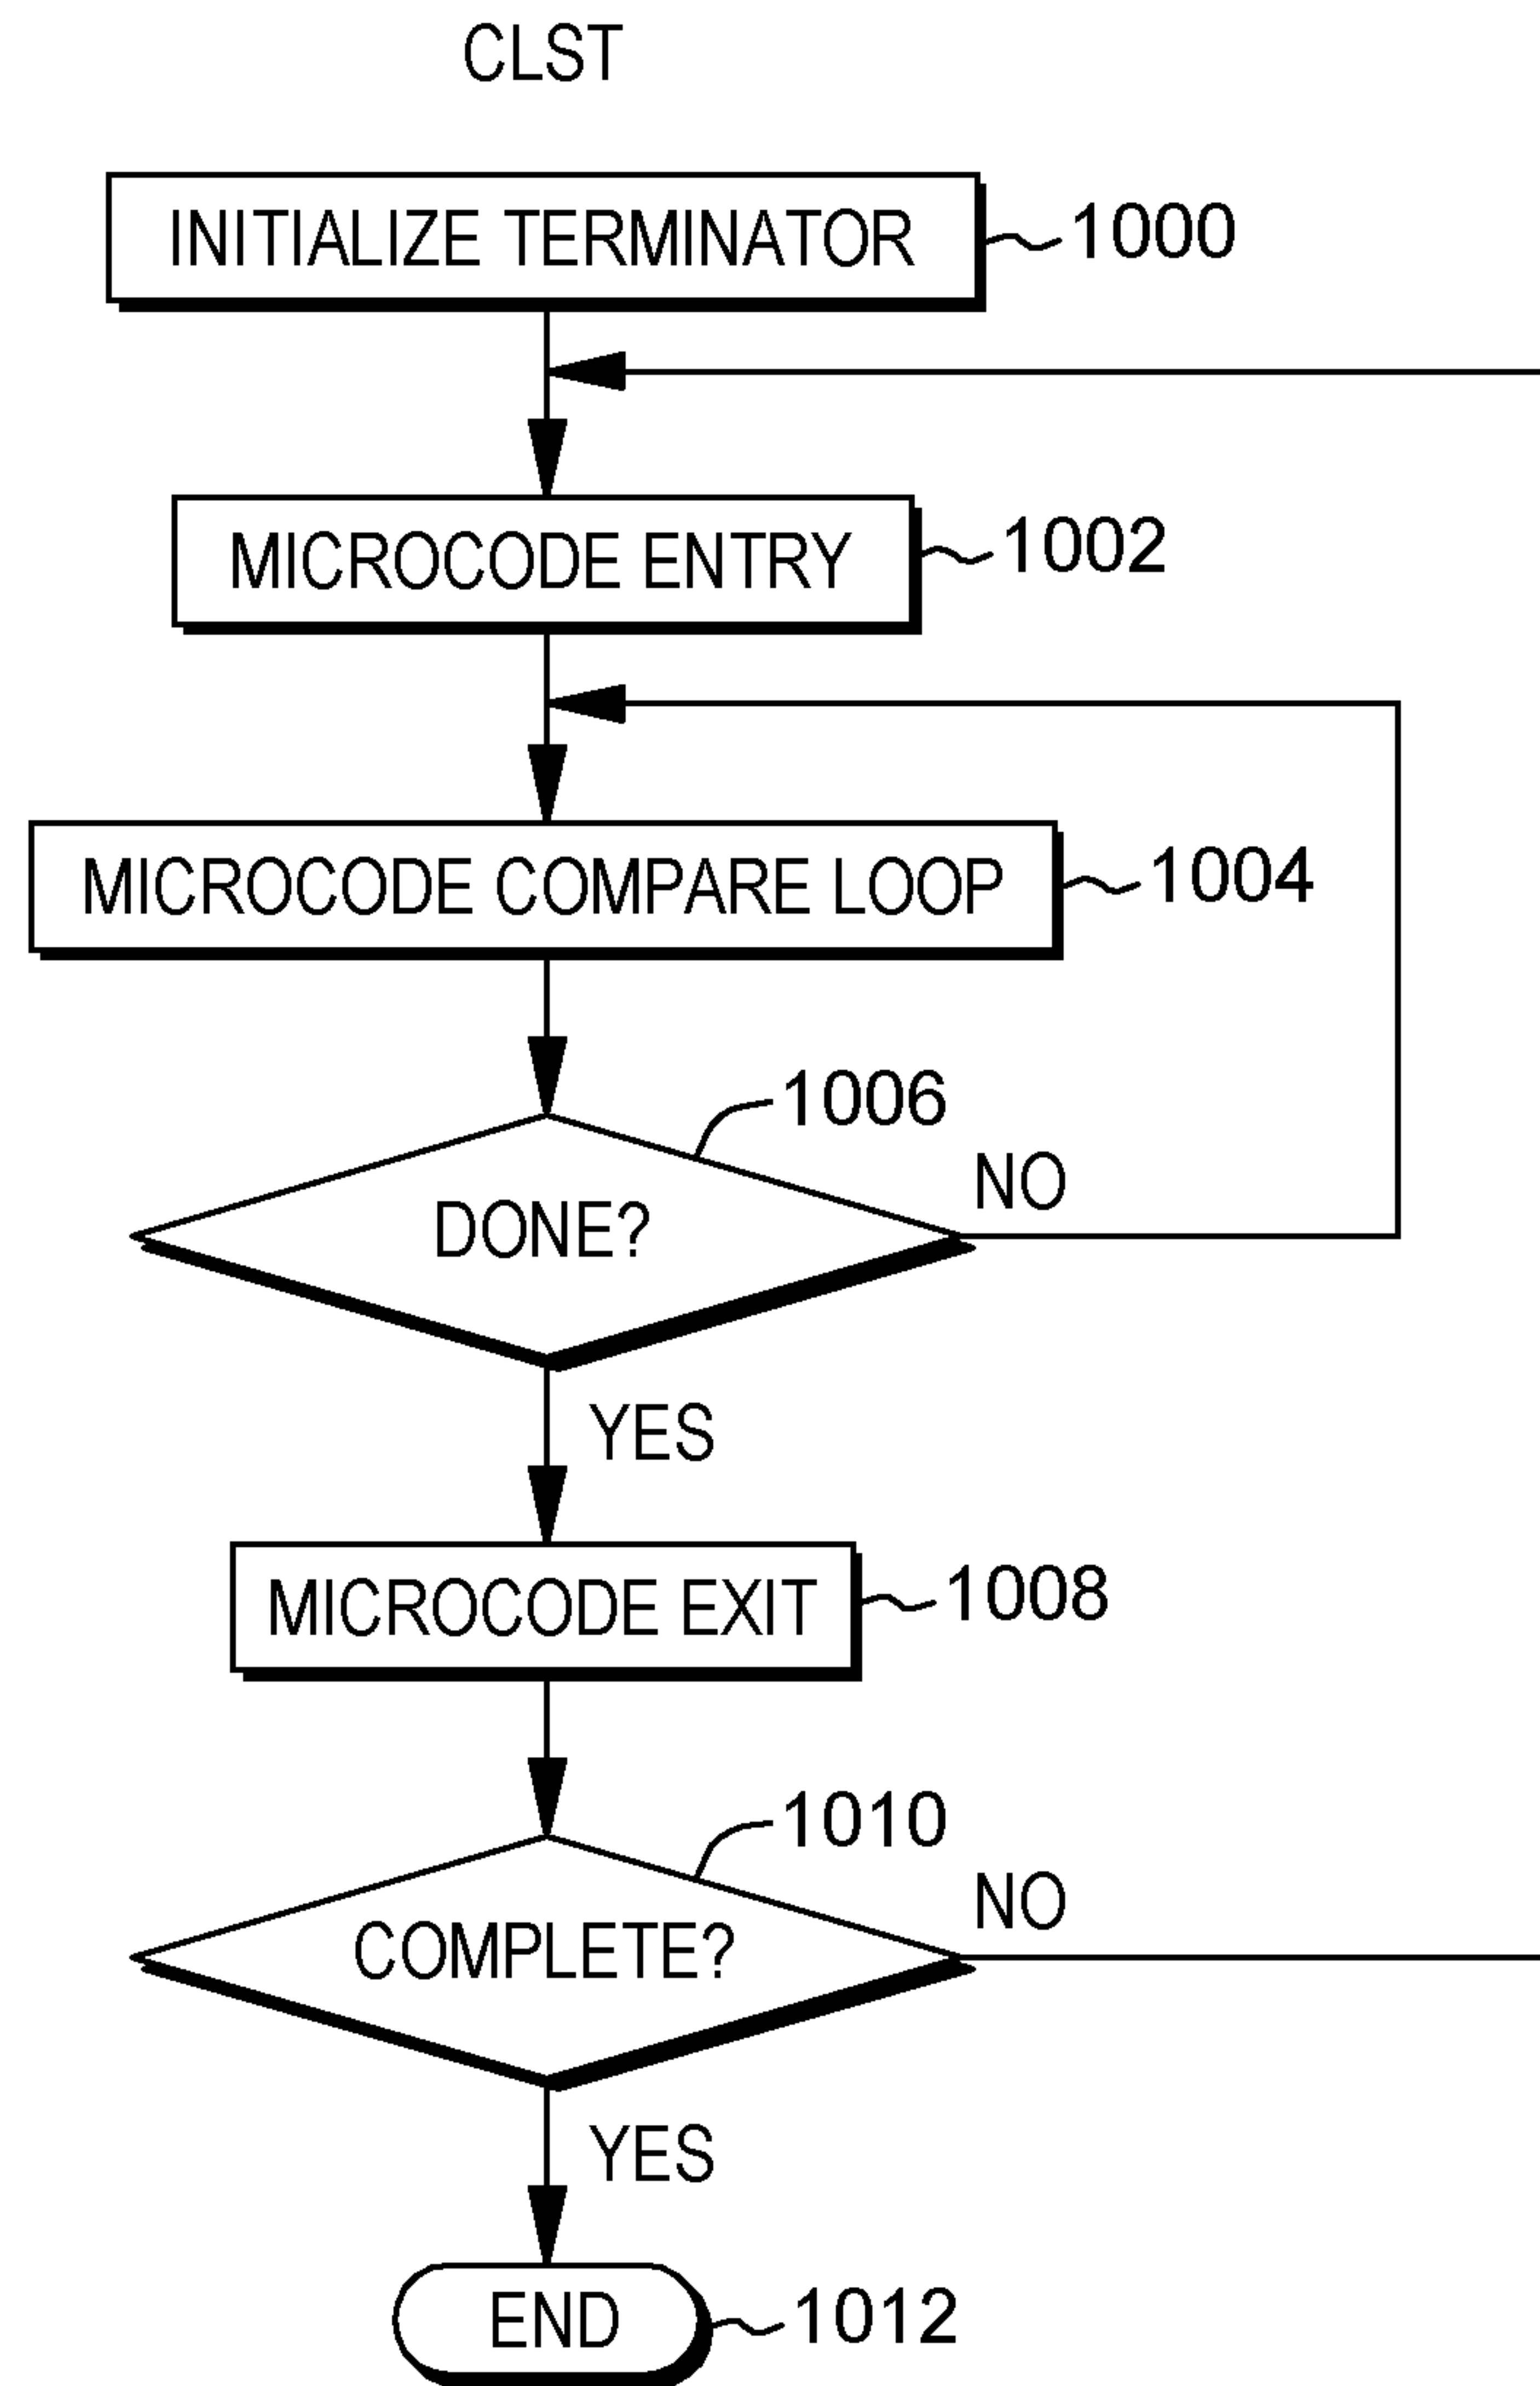 CLST
INITIALIZE TERMINATOR 1000
MICROCODE ENTRY 1002
MICROCODE COMPARE LOOP 1004
1006
NO
DONE?
YES
MICROCODE EXIT 1008
1010
NO
COMPLETE?
YES
END 1012